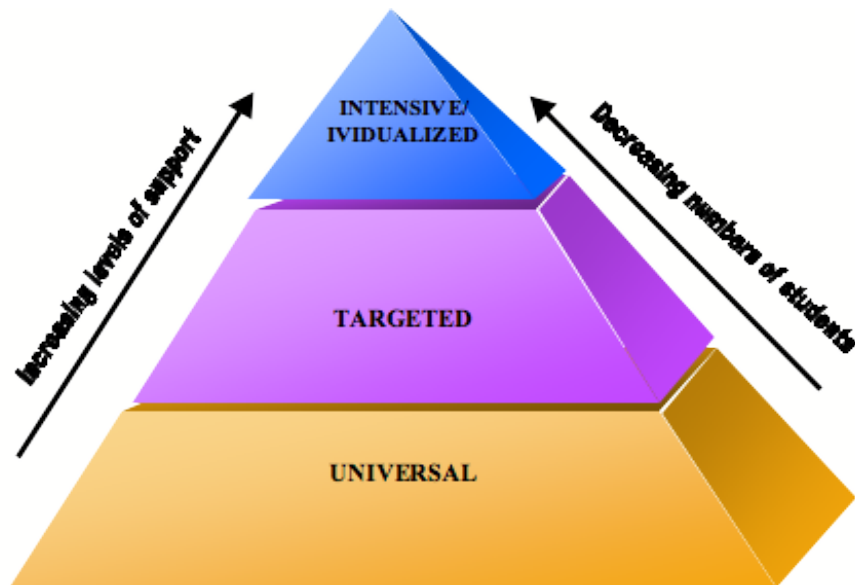 INTENSIVE/
IVIDUALIZED
Increasing levels of support
Decreasing numbers of students
TARGETED
UNIVERSAL